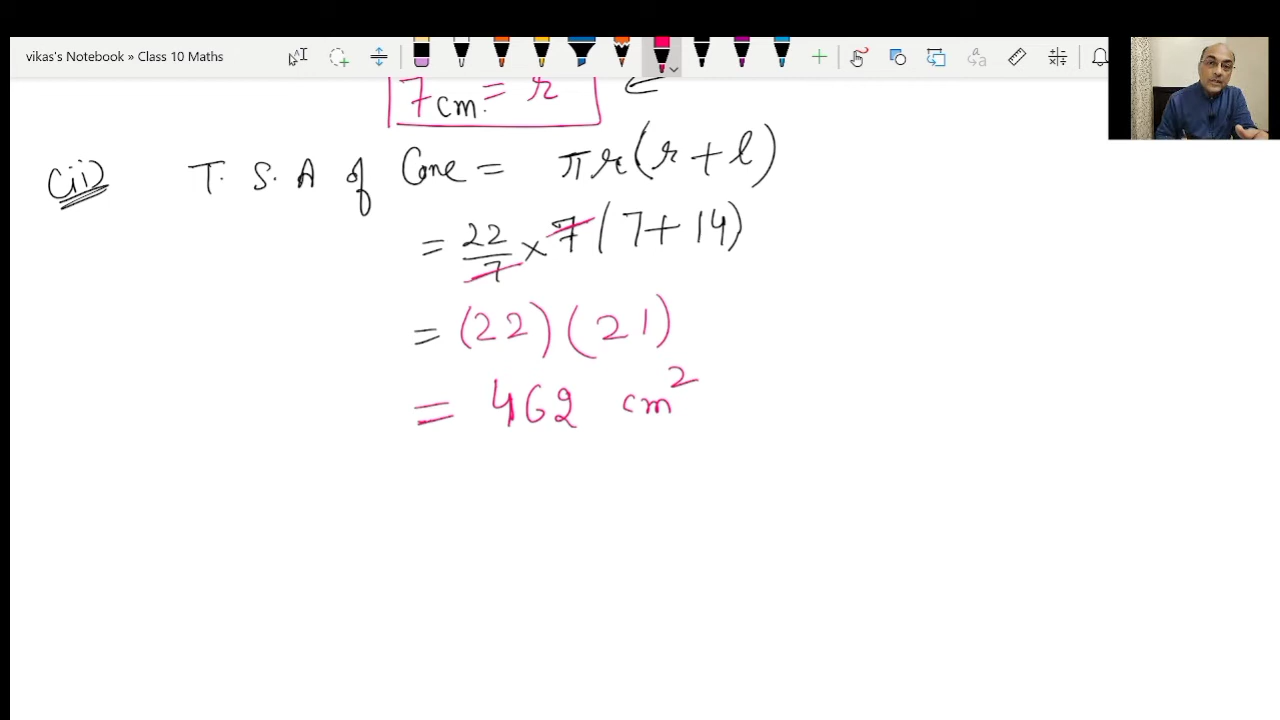 vikas's Notebook » Class 10 Maths
7 cm = r
(ii) T. S. A of Cone = πr(r + l)
= 22/7 × 7 (7 + 14)
= (22) (21)
= 462 cm²